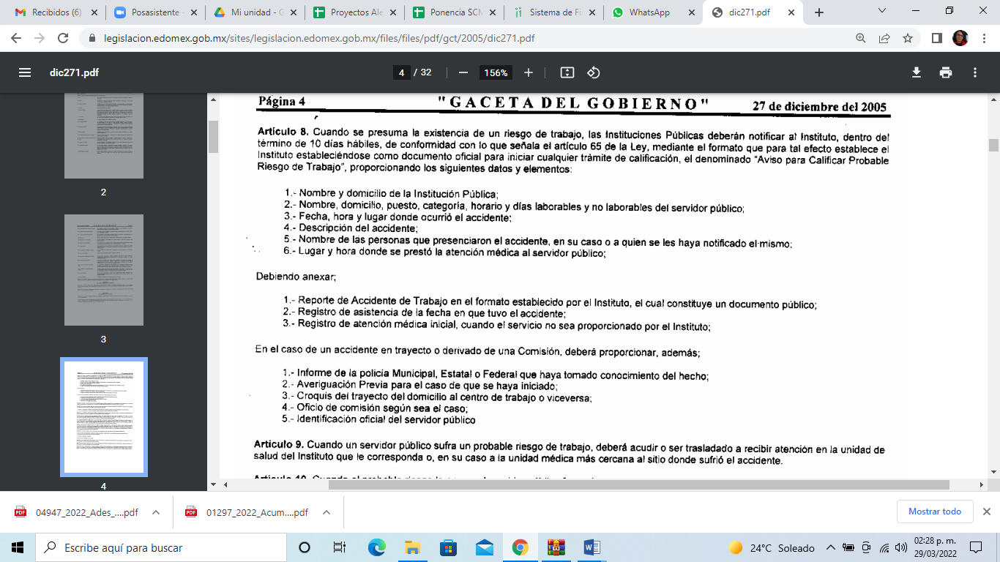 Recibidos (6)
Posasistente
Mi unidad - G
Proyectos Ale
Ponencia SCM
Sistema de Fi
WhatsApp
dic271.pdf
legislacion.edomex.gob.mx/sites/legislacion.edomex.gob.mx/files/files/pdf/gct/2005/dic271.pdf
dic271.pdf
4 / 32
156%
2
3
4
Página 4 "GACETA DEL GOBIERNO" 27 de diciembre del 2005
Artículo 8. Cuando se presuma la existencia de un riesgo de trabajo, las Instituciones Públicas deberán notificar al Instituto, dentro del
término de 10 días hábiles, de conformidad con lo que señala el artículo 65 de la Ley, mediante el formato que para tal efecto establece el
Instituto estableciéndose como documento oficial para iniciar cualquier trámite de calificación, el denominado "Aviso para Calificar Probable
Riesgo de Trabajo", proporcionando los siguientes datos y elementos:
1.- Nombre y domicilio de la Institución Pública;
2.- Nombre, domicilio, puesto, categoría, horario y días laborables y no laborables del servidor público;
3.- Fecha, hora y lugar donde ocurrió el accidente;
4.- Descripción del accidente;
5.- Nombre de las personas que presenciaron el accidente, en su caso o a quien se les haya notificado el mismo;
6.- Lugar y hora donde se prestó la atención médica al servidor público;
Debiendo anexar;
1.- Reporte de Accidente de Trabajo en el formato establecido por el Instituto, el cual constituye un documento público;
2.- Registro de asistencia de la fecha en que tuvo el accidente;
3.- Registro de atención médica inicial, cuando el servicio no sea proporcionado por el Instituto;
En el caso de un accidente en trayecto o derivado de una Comisión, deberá proporcionar, además;
1.- Informe de la policía Municipal, Estatal o Federal que haya tomado conocimiento del hecho;
2.- Averiguación Previa para el caso de que se haya iniciado;
3.- Croquis del trayecto del domicilio al centro de trabajo o viceversa;
4.- Oficio de comisión según sea el caso;
5.- Identificación oficial del servidor público
Artículo 9. Cuando un servidor público sufra un probable riesgo de trabajo, deberá acudir o ser trasladado a recibir atención en la unidad de
salud del Instituto que le corresponda o, en su caso a la unidad médica más cercana al sitio donde sufrió el accidente.
04947_2022_Ades_....pdf
01297_2022_Acum....pdf
Mostrar todo
Escribe aquí para buscar
24°C Soleado
02:28 p. m.
29/03/2022